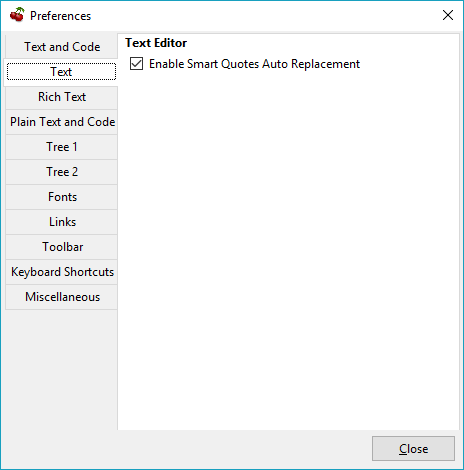 Preferences
Text and Code
Text
Rich Text
Plain Text and Code
Tree 1
Tree 2
Fonts
Links
Toolbar
Keyboard Shortcuts
Miscellaneous
Text Editor
Enable Smart Quotes Auto Replacement
Close